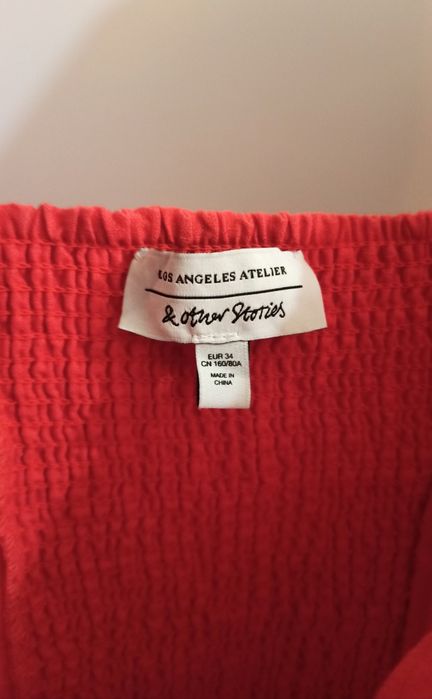 LOS ANGELES ATELIER
& other Stories
EUR 34
CN 160/80A
MADE IN
CHINA